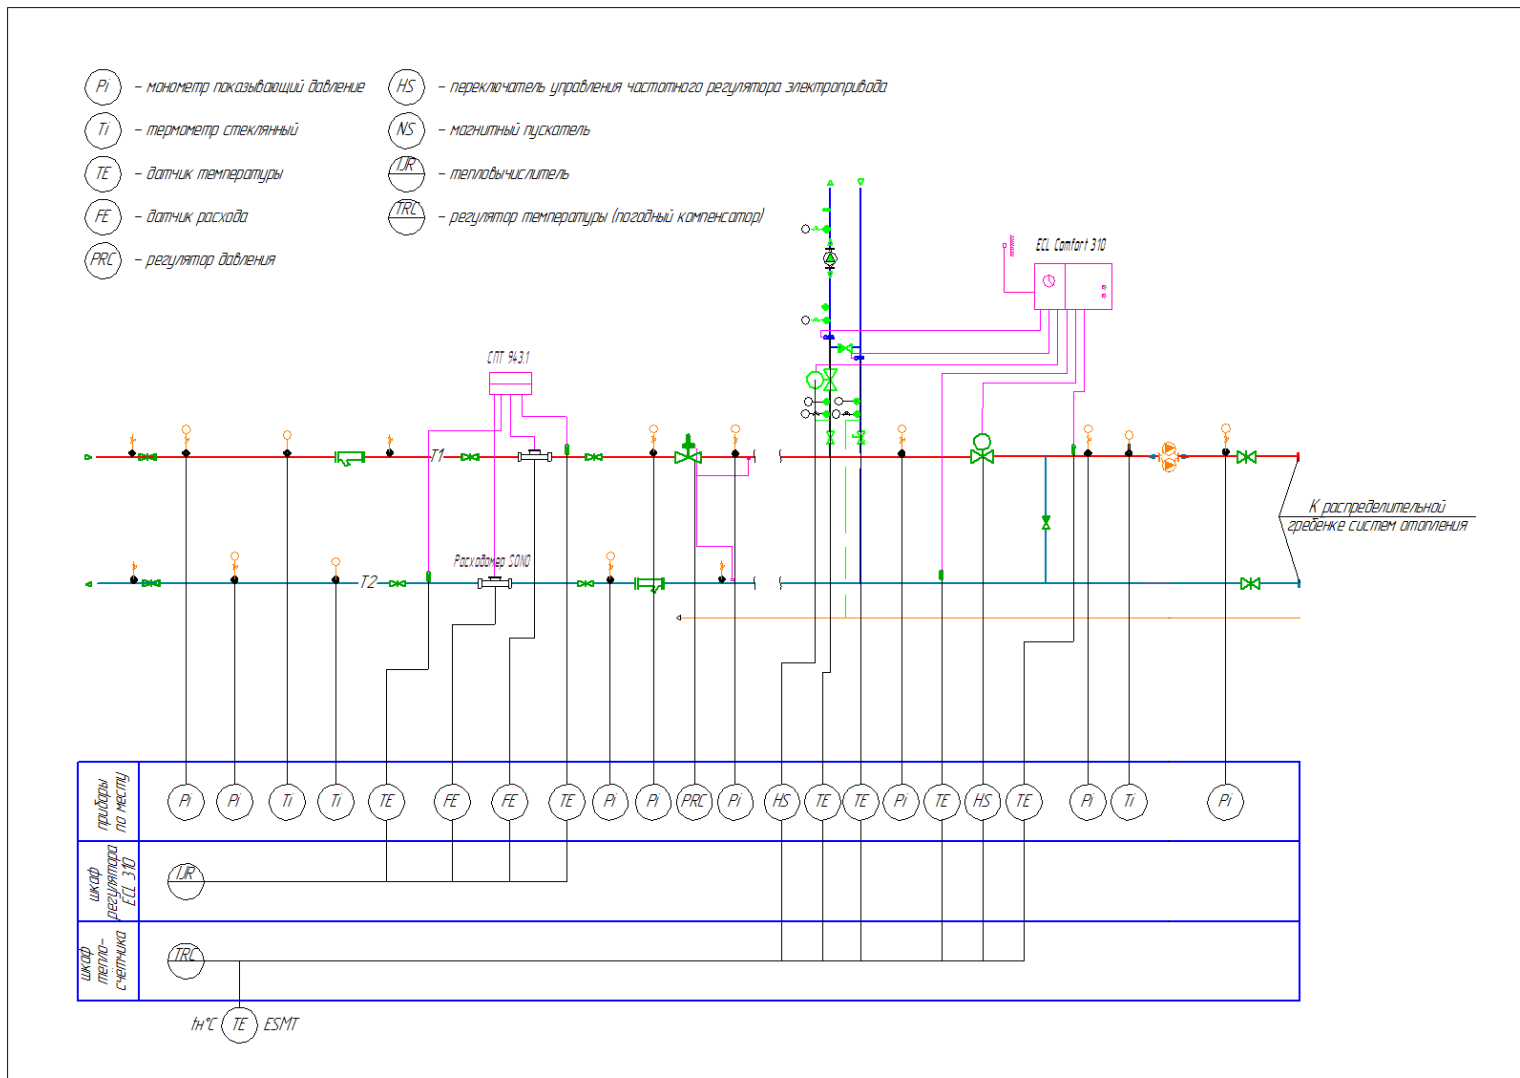 Pi – монометр показывающий давление
Ti – термометр стеклянный
TE – датчик температуры
FE – датчик расхода
PRC – регулятор давления
HS – переключатель управления частотного регулятора электропривода
NS – магнитный пускатель
IJR – тепловычислитель
TRC – регулятор температуры (погодный компенсатор)
ECL Comfort 310
СПТ 943.1
T1
Расходомер SONO
T2
К распределительной
гребенке систем отопления
приборы
по месту
Pi Pi Ti Ti TE FE FE TE Pi Pi PRC Pi HS TE TE Pi TE HS TE Pi Ti Pi
шкаф
регулятора
ECL 310
IJR
шкаф
тепло-
счётчика
TRC
tн°C TE ESMT